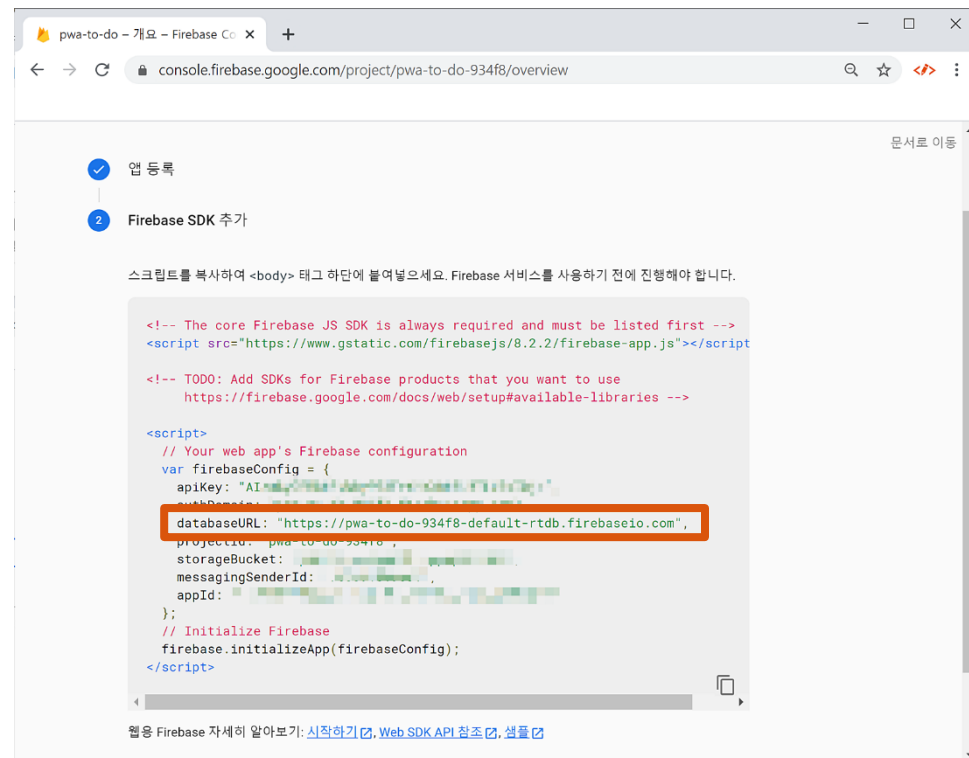 pwa-to-do – 개요 – Firebase Co
console.firebase.google.com/project/pwa-to-do-934f8/overview
문서로 이동
앱 등록
2 Firebase SDK 추가
스크립트를 복사하여 <body> 태그 하단에 붙여넣으세요. Firebase 서비스를 사용하기 전에 진행해야 합니다.
<!-- The core Firebase JS SDK is always required and must be listed first -->
<script src="https://www.gstatic.com/firebasejs/8.2.2/firebase-app.js"></script
<!-- TODO: Add SDKs for Firebase products that you want to use
https://firebase.google.com/docs/web/setup#available-libraries -->
<script>
// Your web app's Firebase configuration
var firebaseConfig = {
apiKey: "AI
authDomain:
databaseURL: "https://pwa-to-do-934f8-default-rtdb.firebaseio.com",
projectId: "pwa-to-do-934f8",
storageBucket:
messagingSenderId:
appId:
};
// Initialize Firebase
firebase.initializeApp(firebaseConfig);
</script>
웹용 Firebase 자세히 알아보기: 시작하기, Web SDK API 참조, 샘플